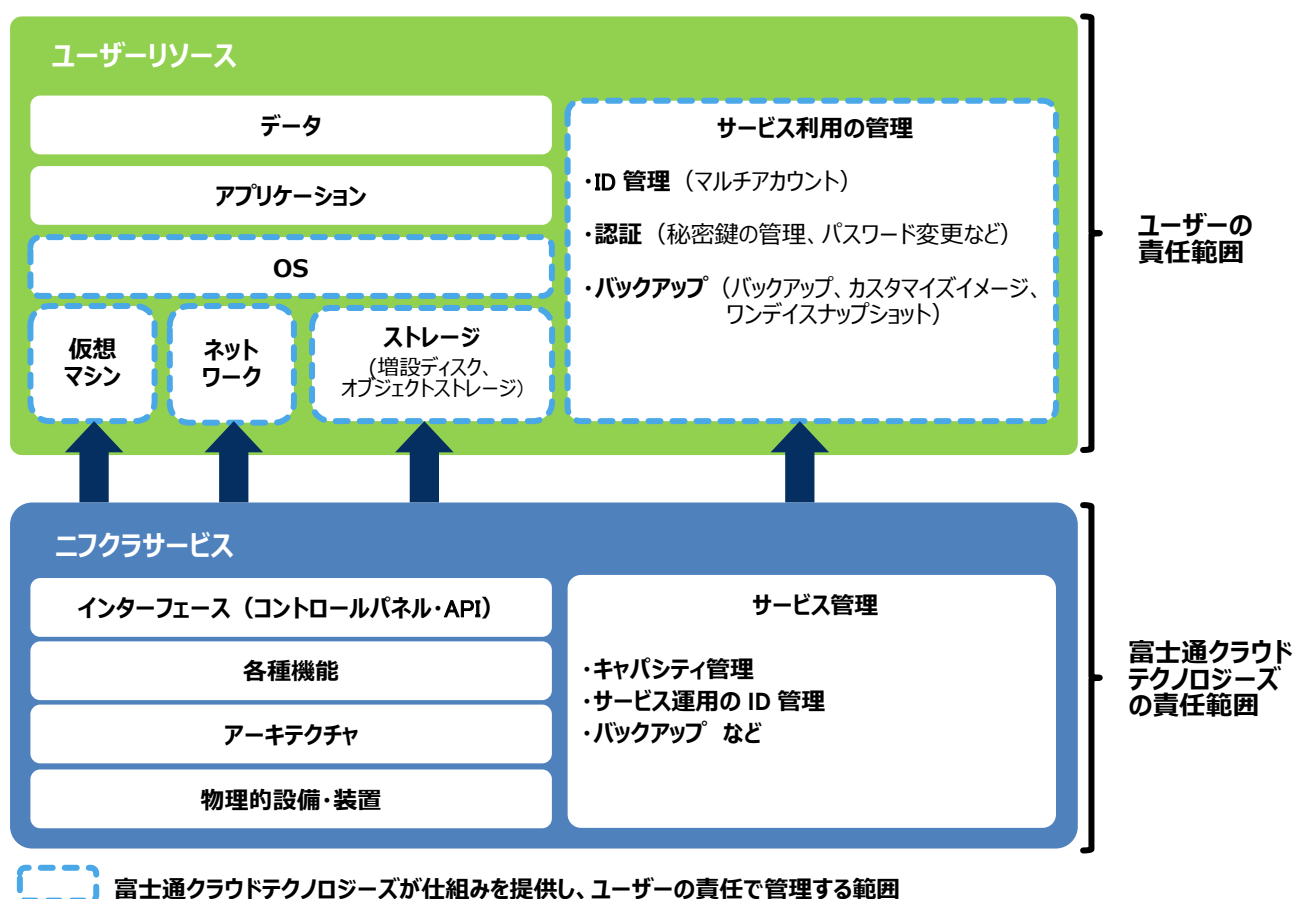 ユーザーリソース
データ
アプリケーション
OS
仮想
マシン
ネット
ワーク
ストレージ
(増設ディスク、
オブジェクトストレージ)
サービス利用の管理
・ID 管理（マルチアカウント）
・認証（秘密鍵の管理、パスワード変更など）
・バックアップ（バックアップ、カスタマイズイメージ、
ワンデイスナップショット）
ユーザーの
責任範囲
ニフクラサービス
インターフェース（コントロールパネル・API）
各種機能
アーキテクチャ
物理的設備・装置
サービス管理
・キャパシティ管理
・サービス運用の ID 管理
・バックアップ など
富士通クラウド
テクノロジーズ
の責任範囲
富士通クラウドテクノロジーズが仕組みを提供し、ユーザーの責任で管理する範囲